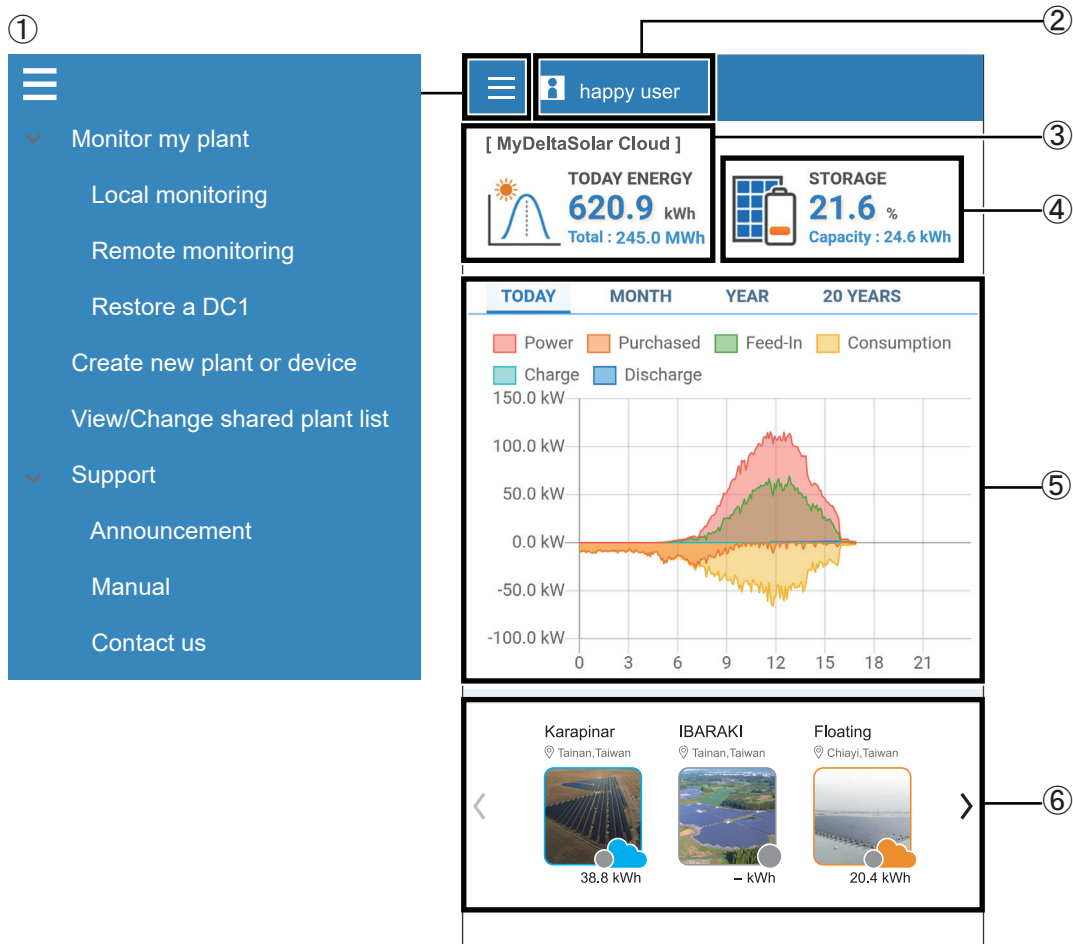 ①
Monitor my plant
Local monitoring
Remote monitoring
Restore a DC1
Create new plant or device
View/Change shared plant list
Support
Announcement
Manual
Contact us
②
happy user
③
[ MyDeltaSolar Cloud ]
TODAY ENERGY
620.9 kWh
Total : 245.0 MWh
④
STORAGE
21.6 %
Capacity : 24.6 kWh
TODAY MONTH YEAR 20 YEARS
Power Purchased Feed-In Consumption
Charge Discharge
150.0 kW
100.0 kW
50.0 kW
0.0 kW
-50.0 kW
-100.0 kW
0 3 6 9 12 15 18 21
⑤
Karapinar IBARAKI Floating
Tainan,Taiwan Tainan,Taiwan Chiayi,Taiwan
38.8 kWh – kWh 20.4 kWh
⑥